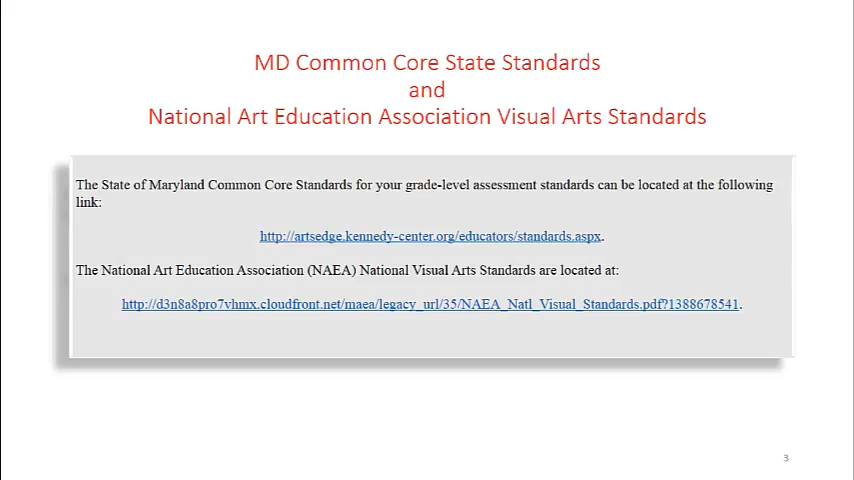 MD Common Core State Standards
and
National Art Education Association Visual Arts Standards
The State of Maryland Common Core Standards for your grade-level assessment standards can be located at the following
link:
http://artsedge.kennedy-center.org/educators/standards.aspx.
The National Art Education Association (NAEA) National Visual Arts Standards are located at:
http://d3n8a8pro7vhmx.cloudfront.net/maea/legacy_url/35/NAEA_Natl_Visual_Standards.pdf?1388678541.
3